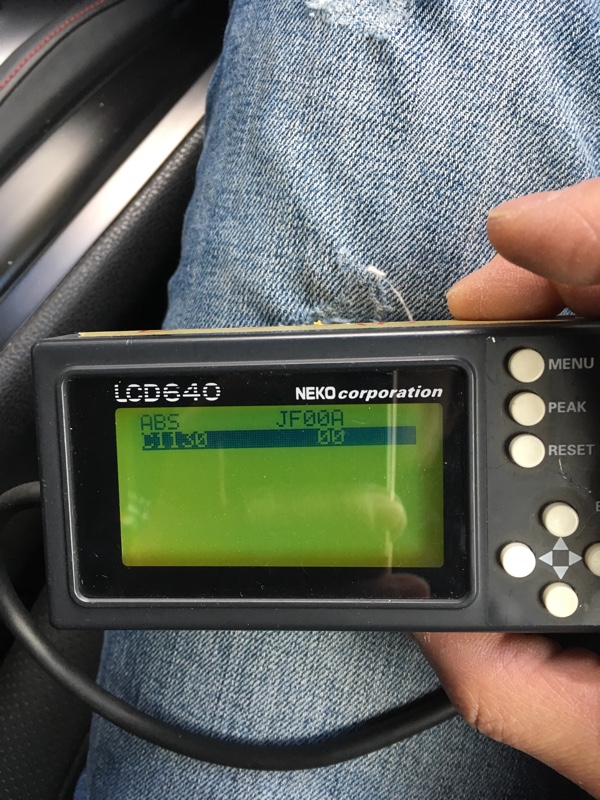 LCD640
NEKO corporation
ABS JF00A
C1130 00
MENU
PEAK
RESET